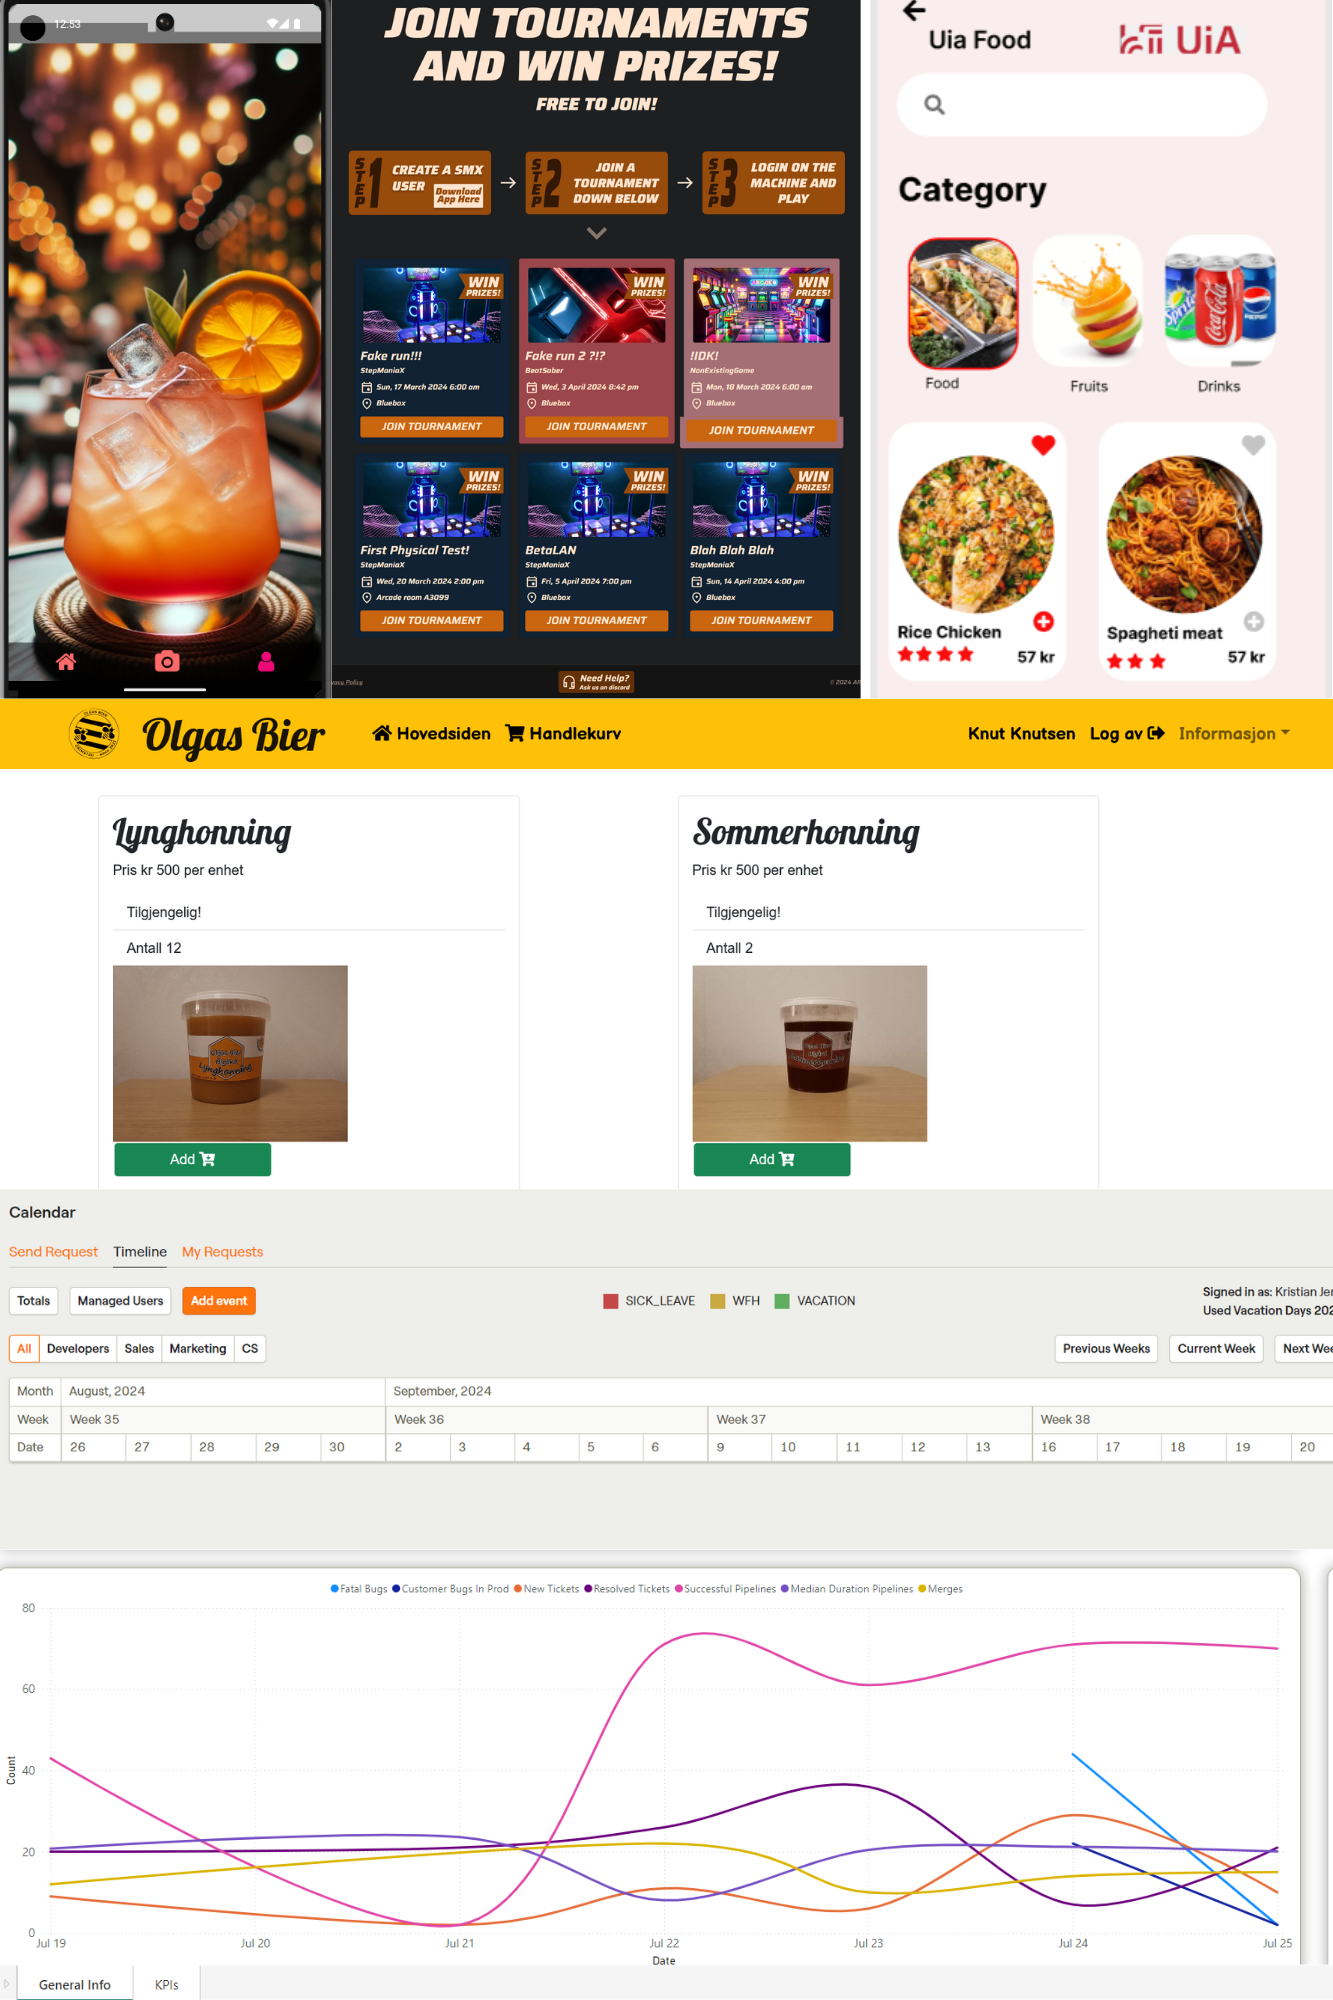 12:53
JOIN TOURNAMENTS
AND WIN PRIZES!
FREE TO JOIN!
STEP 1 CREATE A SMX
USER
Download
App Here
STEP 2 JOIN A
TOURNAMENT
DOWN BELOW
STEP 3 LOGIN ON THE
MACHINE AND
PLAY
WIN
PRIZES!
Fake run!!!
StepManiaX
Sun, 17 March 2024 6:00 am
Bluebox
JOIN TOURNAMENT
WIN
PRIZES!
Fake run 2 ?!?
BeatSaber
Wed, 3 April 2024 8:42 pm
Bluebox
JOIN TOURNAMENT
WIN
PRIZES!
!IDK!
NonExistingGame
Mon, 18 March 2024 6:00 am
Bluebox
JOIN TOURNAMENT
WIN
PRIZES!
First Physical Test!
StepManiaX
Wed, 20 March 2024 2:00 pm
Arcade room A3099
JOIN TOURNAMENT
WIN
PRIZES!
BetaLAN
StepManiaX
Fri, 5 April 2024 7:00 pm
Bluebox
JOIN TOURNAMENT
WIN
PRIZES!
Blah Blah Blah
StepManiaX
Sun, 14 April 2024 4:00 pm
Bluebox
JOIN TOURNAMENT
vacy Policy
Need Help?
Ask us on discord
© 2024 AR
Uia Food
UiA
Category
Sprite
Coca-Cola
PEPSI
Food
Fruits
Drinks
Rice Chicken
57 kr
Spagheti meat
57 kr
Olgas Bier
Hovedsiden
Handlekurv
Knut Knutsen
Log av
Informasjon
Lynghonning
Pris kr 500 per enhet
Tilgjengelig!
Antall 12
Lynghonning
Add
Sommerhonning
Pris kr 500 per enhet
Tilgjengelig!
Antall 2
Add
Calendar
Send Request Timeline My Requests
Totals Managed Users Add event
SICK_LEAVE WFH VACATION
Signed in as: Kristian Jer
Used Vacation Days 202
All Developers Sales Marketing CS
Previous Weeks Current Week Next Wee
Month August, 2024 September, 2024
Week Week 35 Week 36 Week 37 Week 38
Date 26 27 28 29 30 2 3 4 5 6 9 10 11 12 13 16 17 18 19 20
Fatal Bugs Customer Bugs In Prod New Tickets Resolved Tickets Successful Pipelines Median Duration Pipelines Merges
80
60
40
20
0
Count
Jul 19 Jul 20 Jul 21 Jul 22 Jul 23 Jul 24 Jul 25
Date
General Info KPIs